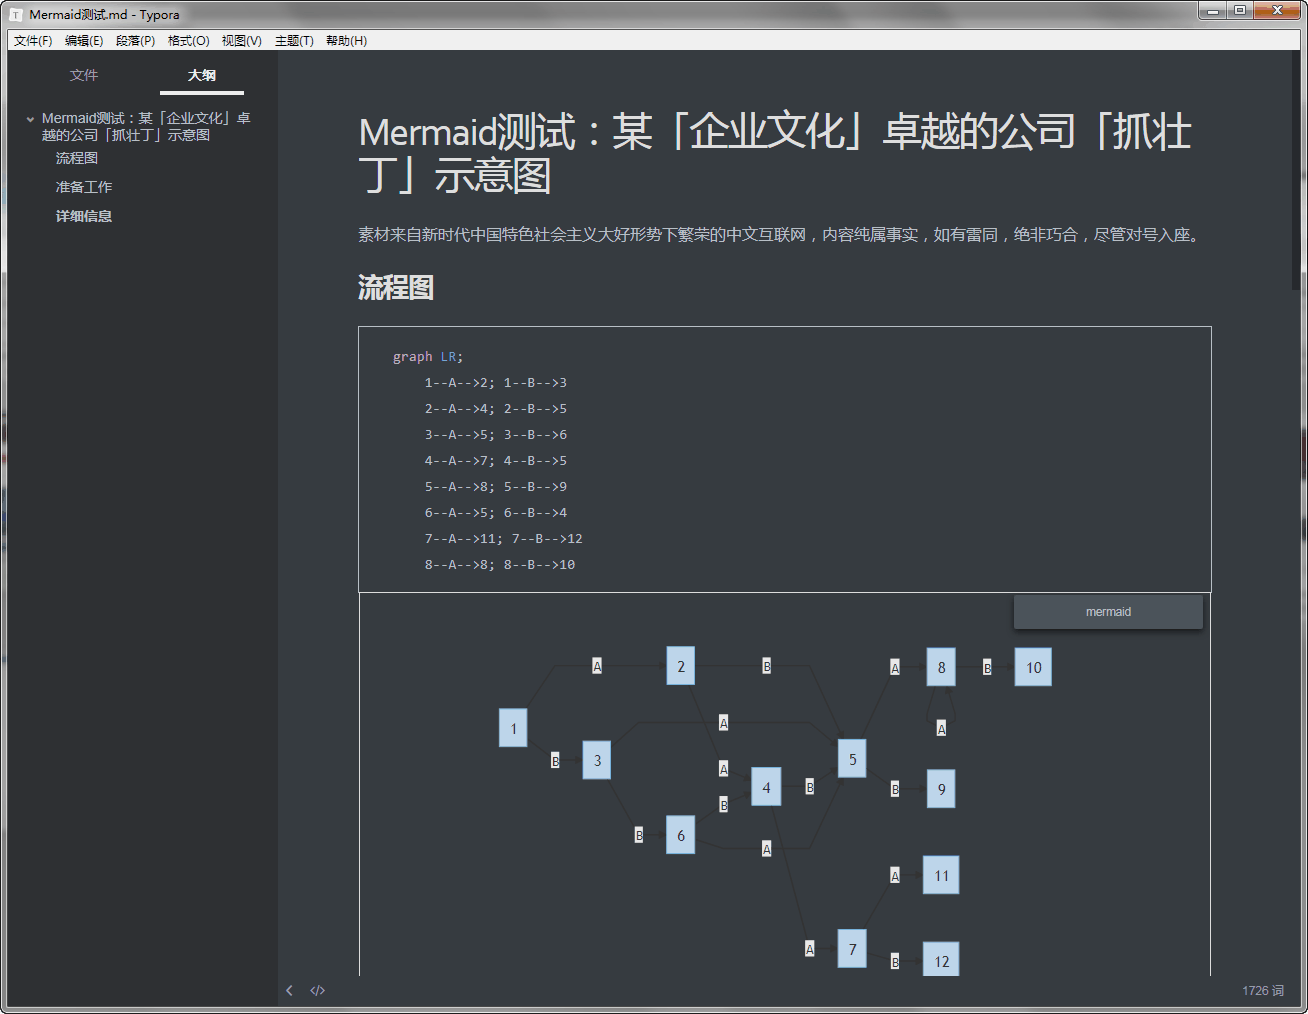 Mermaid测试.md - Typora
文件(F) 编辑(E) 段落(P) 格式(O) 视图(V) 主题(T) 帮助(H)
文件 大纲
Mermaid测试：某「企业文化」卓
越的公司「抓壮丁」示意图
流程图
准备工作
详细信息
Mermaid测试：某「企业文化」卓越的公司「抓壮
丁」示意图
素材来自新时代中国特色社会主义大好形势下繁荣的中文互联网，内容纯属事实，如有雷同，绝非巧合，尽管对号入座。
流程图
graph LR;
1--A-->2; 1--B-->3
2--A-->4; 2--B-->5
3--A-->5; 3--B-->6
4--A-->7; 4--B-->5
5--A-->8; 5--B-->9
6--A-->5; 6--B-->4
7--A-->11; 7--B-->12
8--A-->8; 8--B-->10
mermaid
A 2 B A 8 B 10
1 A A
B 3 5
A 4 B B 9
B
B 6 A
A 11
A 7 B 12
</> 1726 词